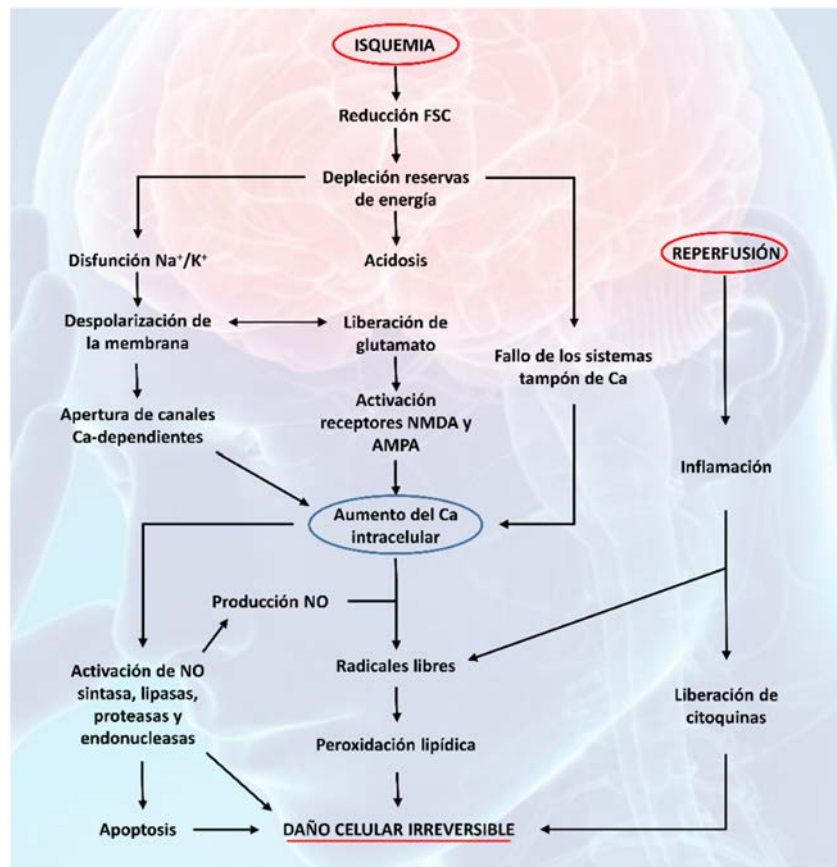 ISQUEMIA
Reducción FSC
Depleción reservas
de energía
Disfunción Na⁺/K⁺
Acidosis
REPERFUSIÓN
Despolarización de
la membrana
Liberación de
glutamato
Fallo de los sistemas
tampón de Ca
Apertura de canales
Ca-dependientes
Activación
receptores NMDA y
AMPA
Inflamación
Aumento del Ca
intracelular
Producción NO
Activación de NO
sintasa, lipasas,
proteasas y
endonucleasas
Radicales libres
Liberación de
citoquinas
Peroxidación lipídica
Apoptosis
DAÑO CELULAR IRREVERSIBLE